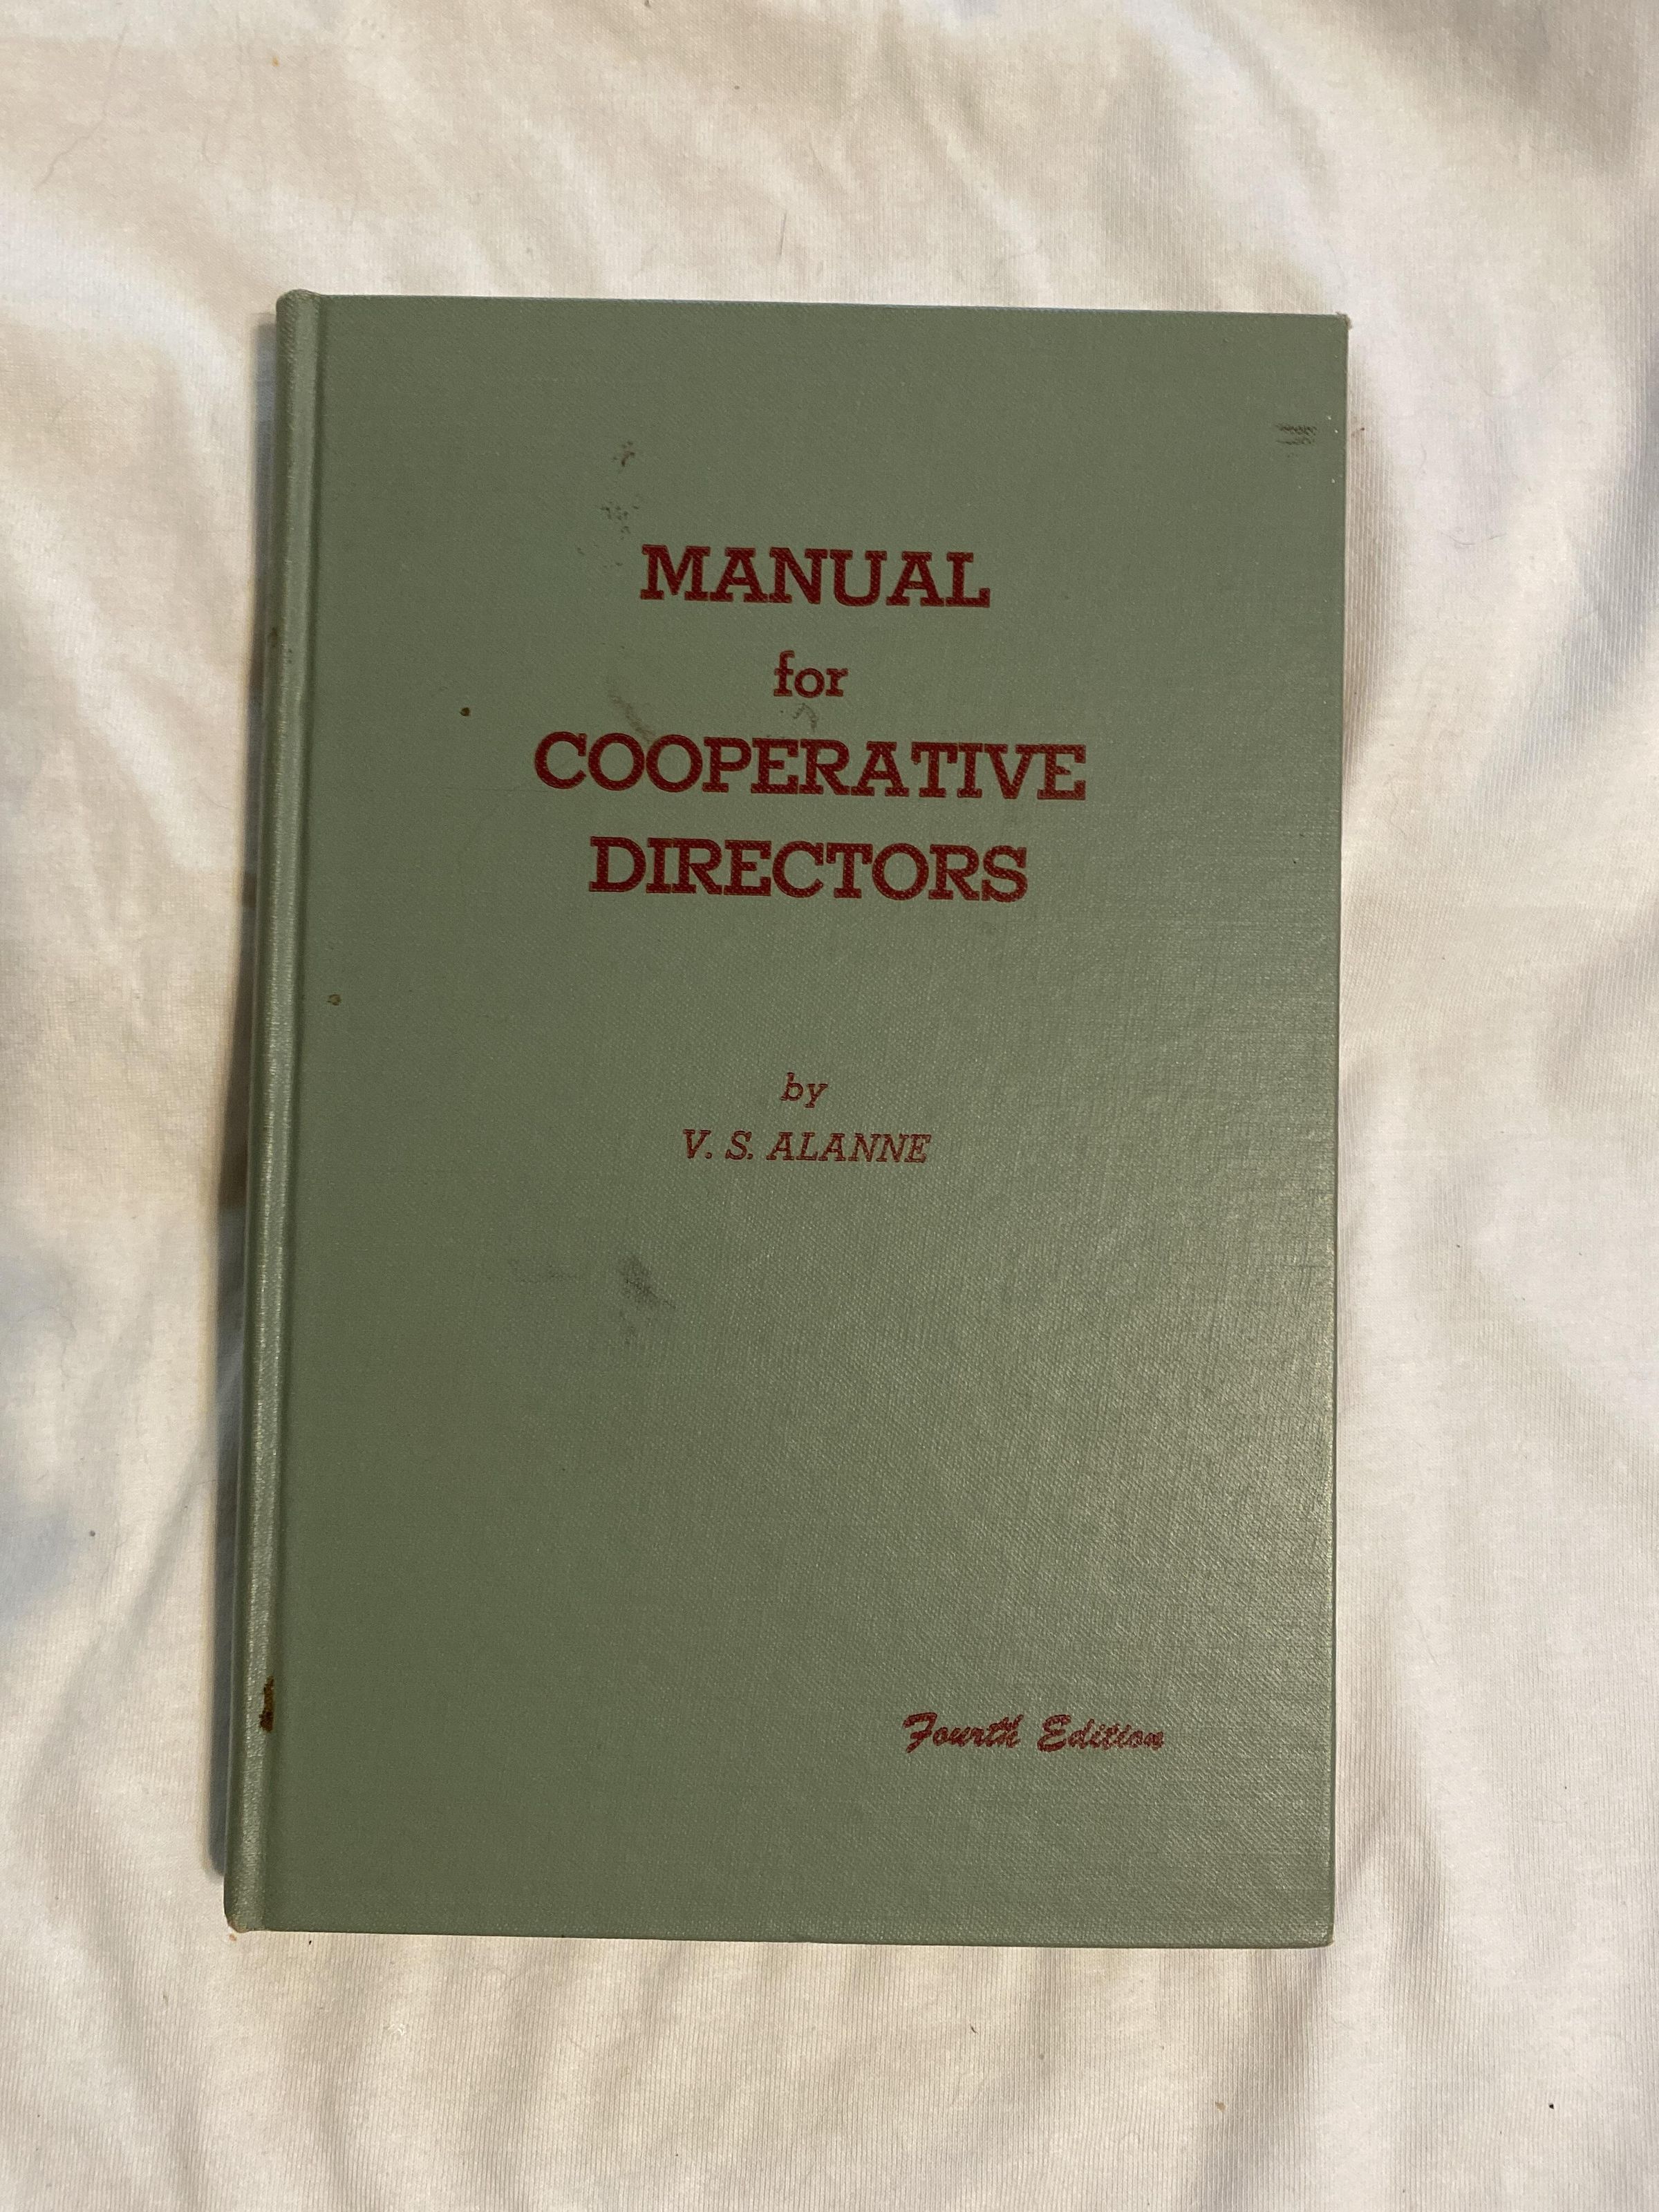 MANUAL
for
COOPERATIVE
DIRECTORS
by
V. S. ALANNE
Fourth Edition